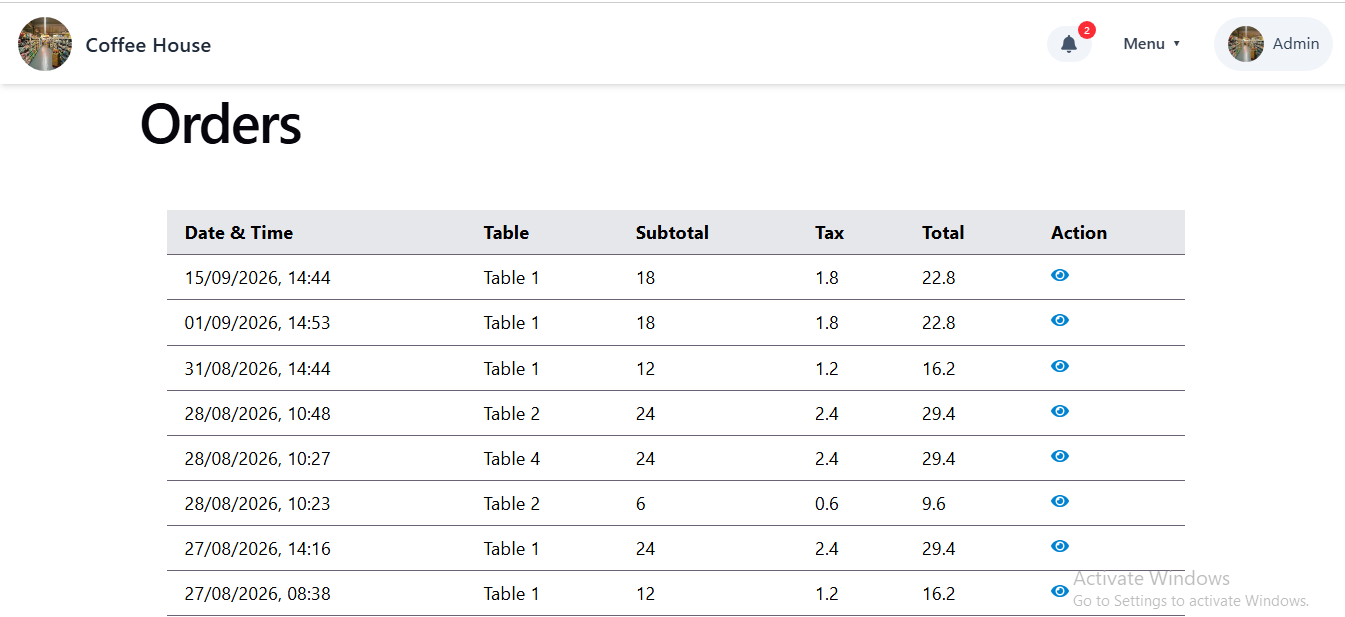 Coffee House 2 Menu ▼ Admin
Orders
Date & Time Table Subtotal Tax Total Action
15/09/2026, 14:44 Table 1 18 1.8 22.8
01/09/2026, 14:53 Table 1 18 1.8 22.8
31/08/2026, 14:44 Table 1 12 1.2 16.2
28/08/2026, 10:48 Table 2 24 2.4 29.4
28/08/2026, 10:27 Table 4 24 2.4 29.4
28/08/2026, 10:23 Table 2 6 0.6 9.6
27/08/2026, 14:16 Table 1 24 2.4 29.4
27/08/2026, 08:38 Table 1 12 1.2 16.2
Activate Windows
Go to Settings to activate Windows.